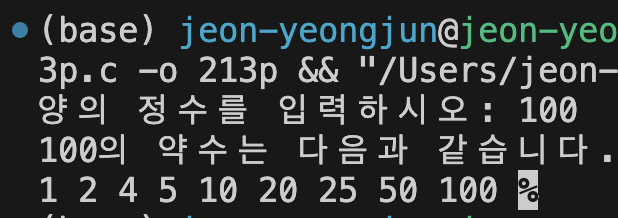 (base) jeon-yeongjun@jeon-yeo
3p.c -o 213p && "/Users/jeon-
양의 정수를 입력하시오: 100
100의 약수는 다음과 같습니다.
1 2 4 5 10 20 25 50 100 %